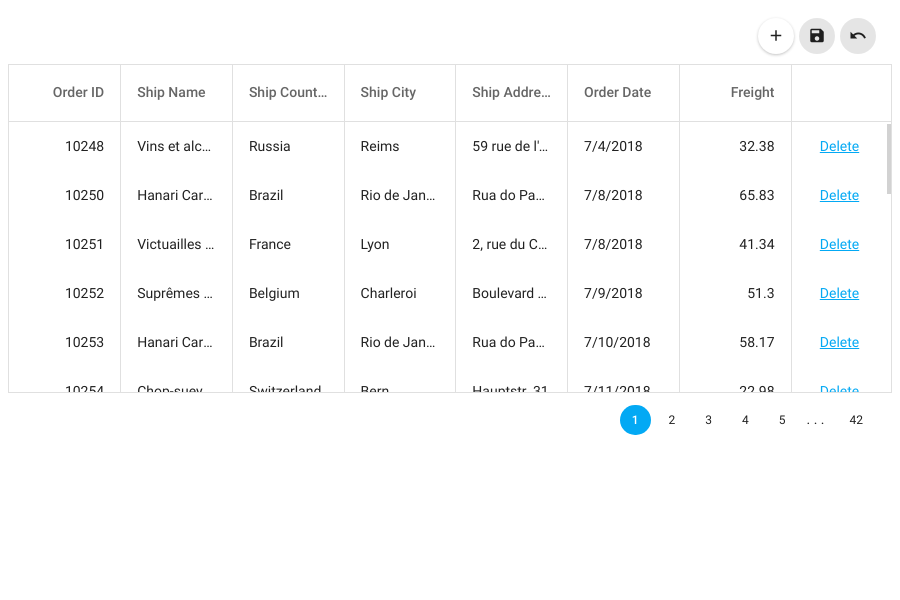 Order ID Ship Name Ship Count... Ship City Ship Addre... Order Date Freight
10248 Vins et alc... Russia Reims 59 rue de l'... 7/4/2018 32.38 Delete
10250 Hanari Car... Brazil Rio de Jan... Rua do Pa... 7/8/2018 65.83 Delete
10251 Victuailles ... France Lyon 2, rue du C... 7/8/2018 41.34 Delete
10252 Suprêmes ... Belgium Charleroi Boulevard ... 7/9/2018 51.3 Delete
10253 Hanari Car... Brazil Rio de Jan... Rua do Pa... 7/10/2018 58.17 Delete
10254 Chop-suey Switzerland Bern Hauptstr. 31 7/11/2018 22.98 Delete
1 2 3 4 5 . . . 42